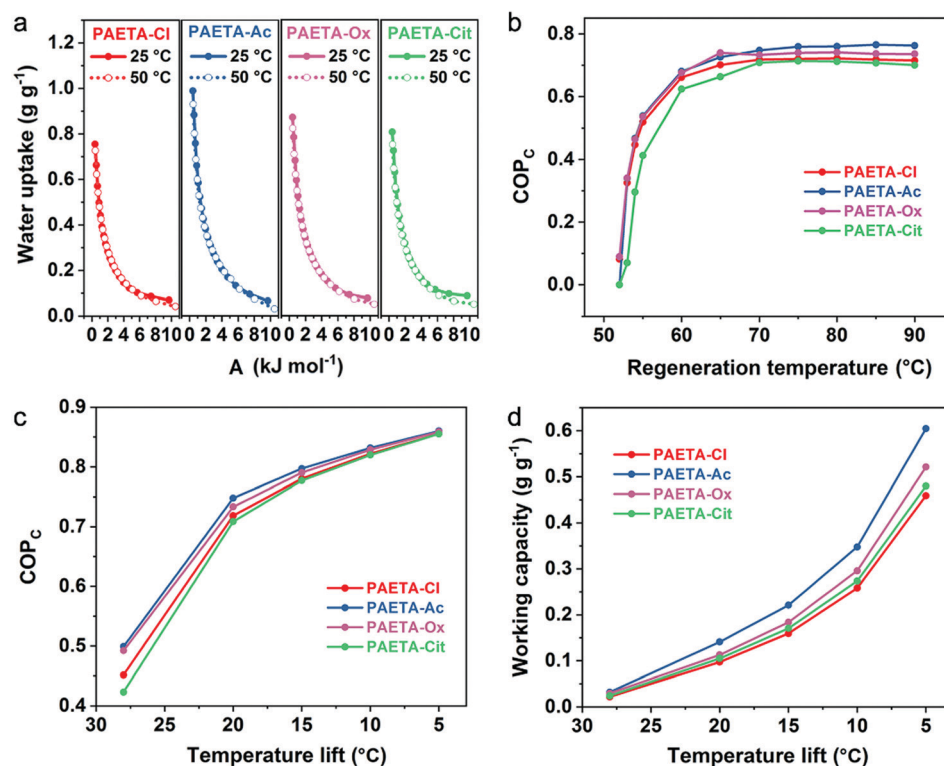 a
PAETA-Cl PAETA-Ac PAETA-Ox PAETA-Cit
25 °C 25 °C 25 °C 25 °C
50 °C 50 °C 50 °C 50 °C
Water uptake (g g⁻¹)
1.2
1.0
0.8
0.6
0.4
0.2
0.0
0 2 4 6 8 10 0 2 4 6 8 10 0 2 4 6 8 10 0 2 4 6 8 10
A (kJ mol⁻¹)
b
COP_C
0.8
0.6
0.4
0.2
0.0
PAETA-Cl
PAETA-Ac
PAETA-Ox
PAETA-Cit
50 60 70 80 90
Regeneration temperature (°C)
c
COP_C
0.9
0.8
0.7
0.6
0.5
0.4
PAETA-Cl
PAETA-Ac
PAETA-Ox
PAETA-Cit
30 25 20 15 10 5
Temperature lift (°C)
d
Working capacity (g g⁻¹)
0.6
0.5
0.4
0.3
0.2
0.1
0.0
PAETA-Cl
PAETA-Ac
PAETA-Ox
PAETA-Cit
30 25 20 15 10 5
Temperature lift (°C)